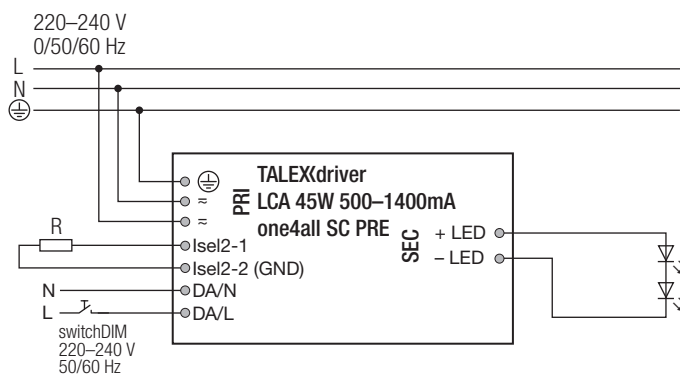 220–240 V
0/50/60 Hz
L
N
PRI
TALEXXdriver
LCA 45W 500–1400mA
one4all SC PRE
≂
≂
R
Isel2-1
Isel2-2 (GND)
SEC
+ LED
– LED
N
DA/N
L
DA/L
switchDIM
220–240 V
50/60 Hz